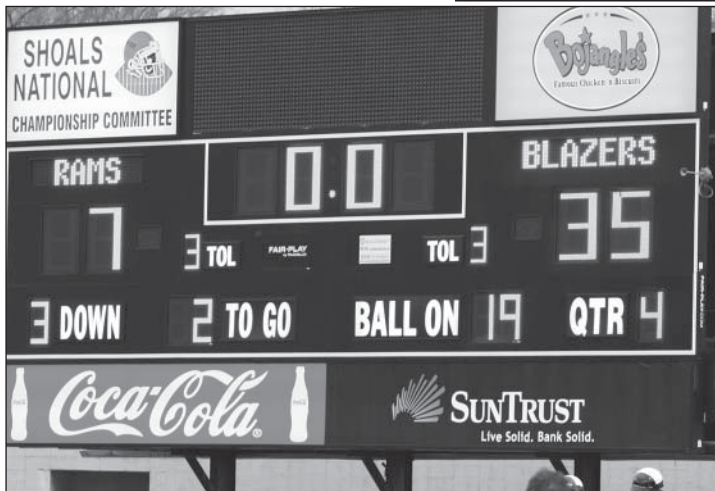 SHOALS
NATIONAL
CHAMPIONSHIP COMMITTEE
Bojangles'
Famous Chicken 'n Biscuits
RAMS
0.0
BLAZERS
7
35
3 TOL
FAIR-PLAY
TOL 3
3 DOWN
2 TO GO
BALL ON 19
QTR 4
Coca-Cola
SUNTRUST
Live Solid. Bank Solid.